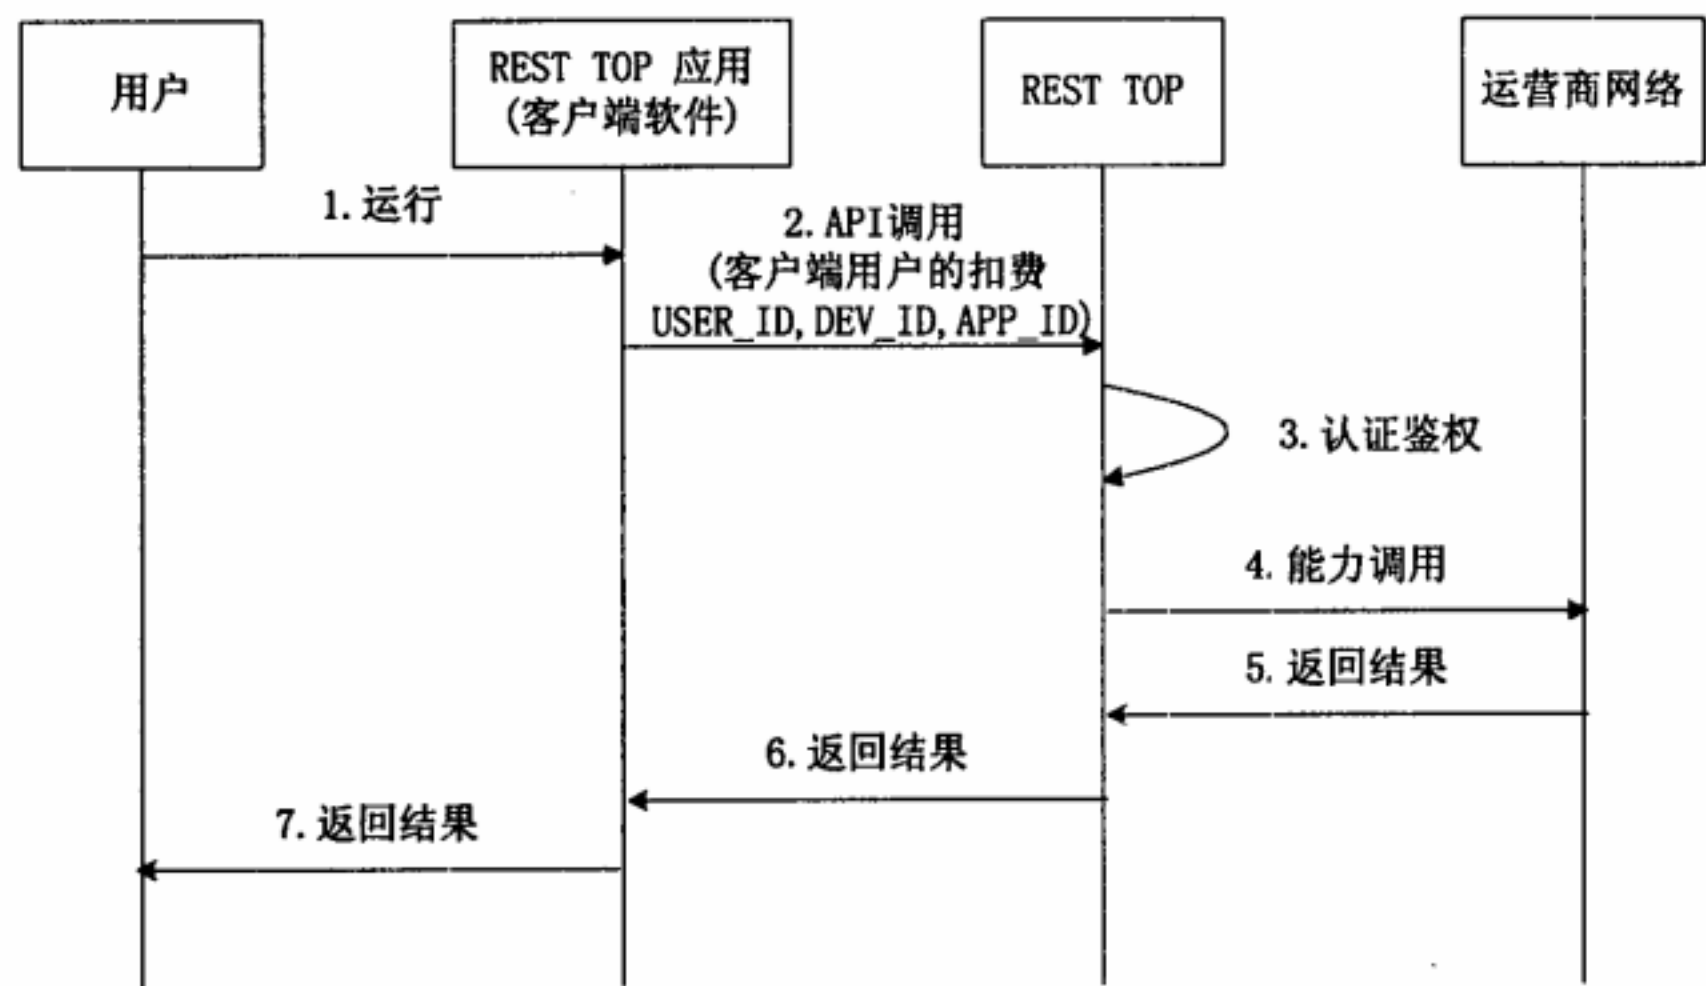 用户
REST TOP 应用
(客户端软件)
REST TOP
运营商网络
1.运行
2.API调用
(客户端用户的扣费
USER_ID,DEV_ID,APP_ID)
3.认证鉴权
4.能力调用
5.返回结果
6.返回结果
7.返回结果